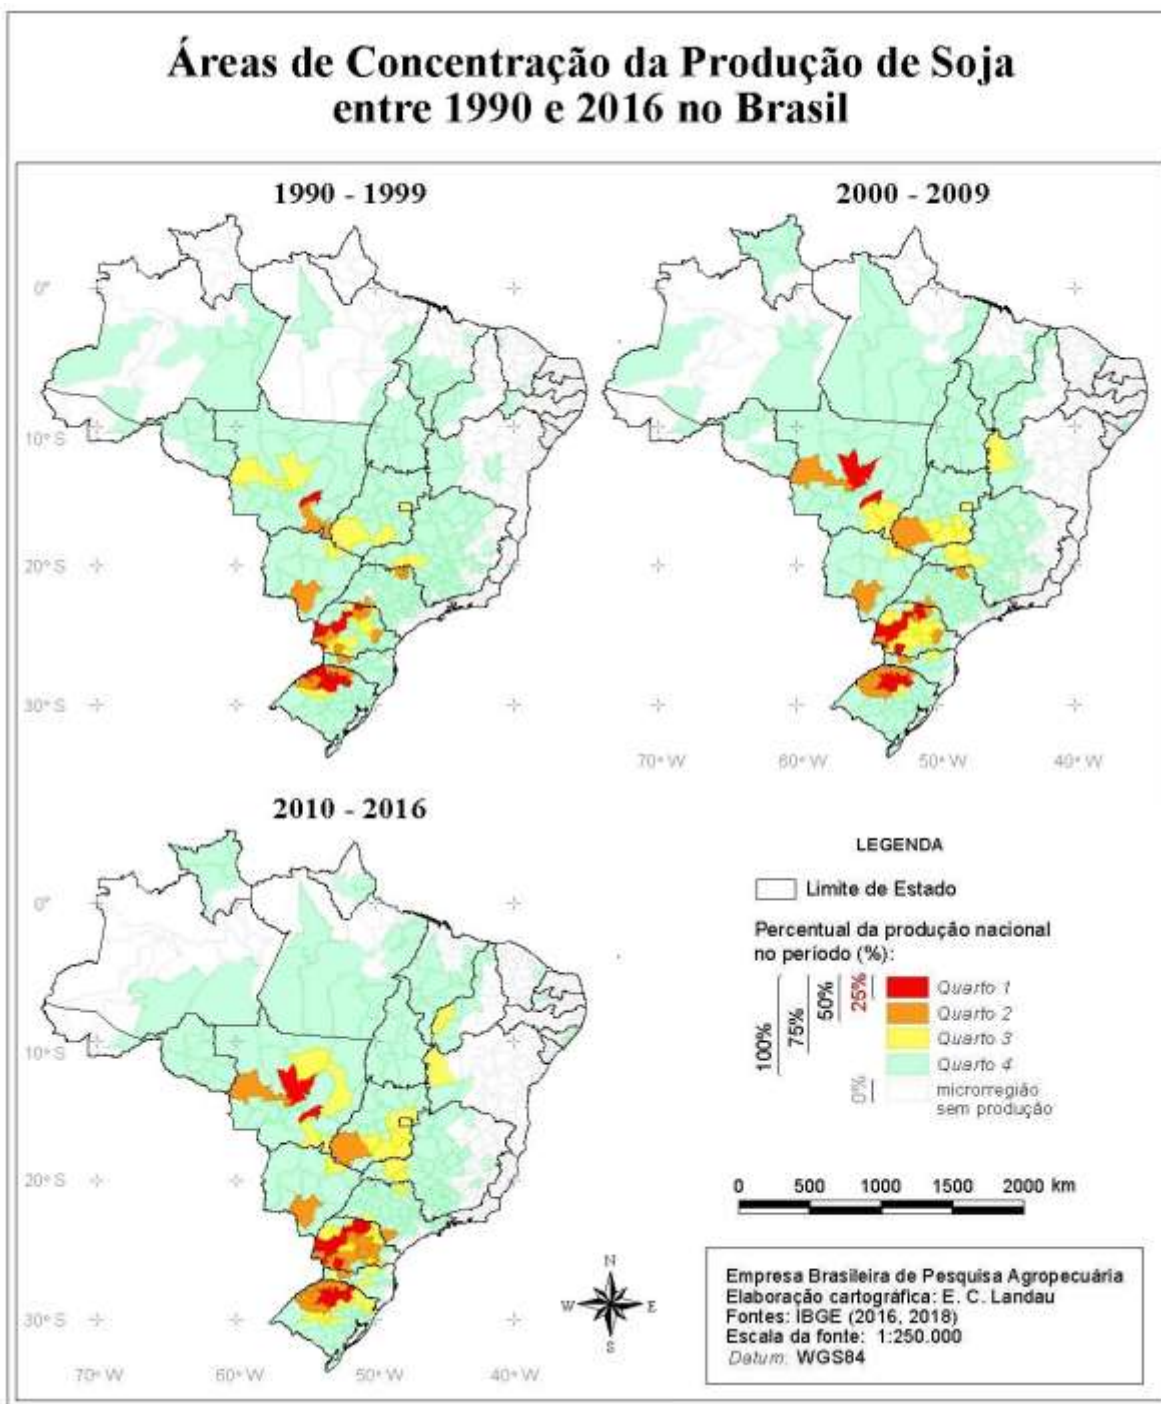 Áreas de Concentração da Produção de Soja
entre 1990 e 2016 no Brasil
1990 - 1999
0°
10° S
20° S
30° S
2000 - 2009
70° W
60° W
50° W
40° W
2010 - 2016
0°
10° S
20° S
30° S
70° W
60° W
50° W
40° W
N
W
E
S
LEGENDA
Limite de Estado
Percentual da produção nacional
no período (%):
100%
75%
50%
25%
0%
Quarto 1
Quarto 2
Quarto 3
Quarto 4
microrregião
sem produção
0 500 1000 1500 2000 km
Empresa Brasileira de Pesquisa Agropecuária
Elaboração cartográfica: E. C. Landau
Fontes: IBGE (2016, 2018)
Escala da fonte: 1:250.000
Datum: WGS84